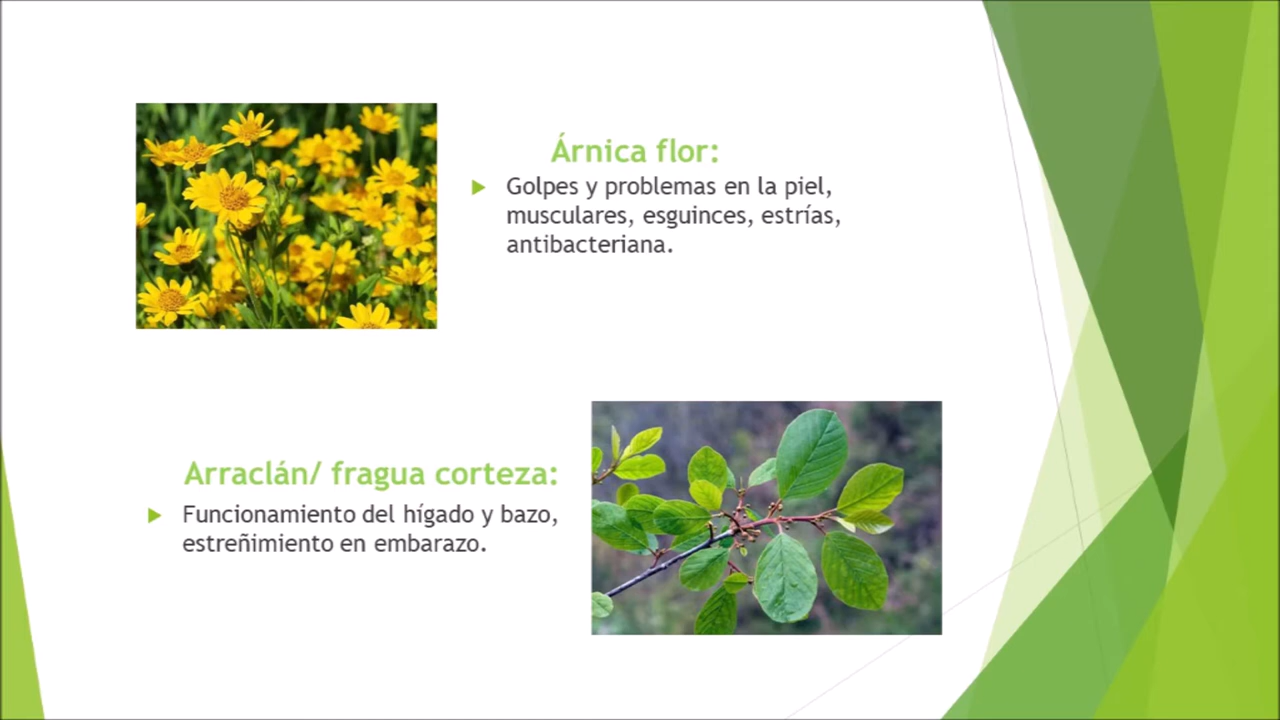 Árnica flor:
Golpes y problemas en la piel,
musculares, esguinces, estrías,
antibacteriana.
Arraclán/ fragua corteza:
Funcionamiento del hígado y bazo,
estreñimiento en embarazo.